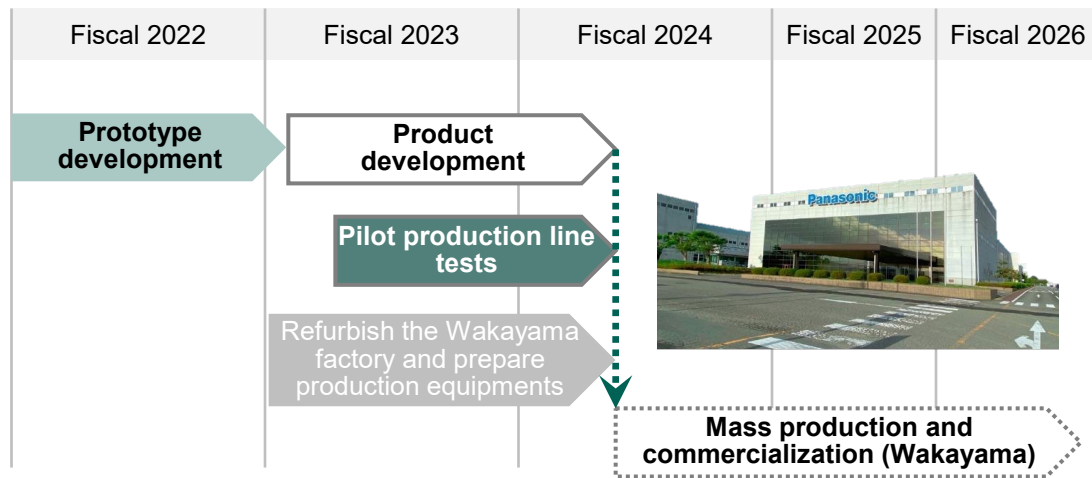 Fiscal 2022
Fiscal 2023
Fiscal 2024
Fiscal 2025
Fiscal 2026
Prototype
development
Product
development
Pilot production line
tests
Panasonic
Refurbish the Wakayama
factory and prepare
production equipments
Mass production and
commercialization (Wakayama)